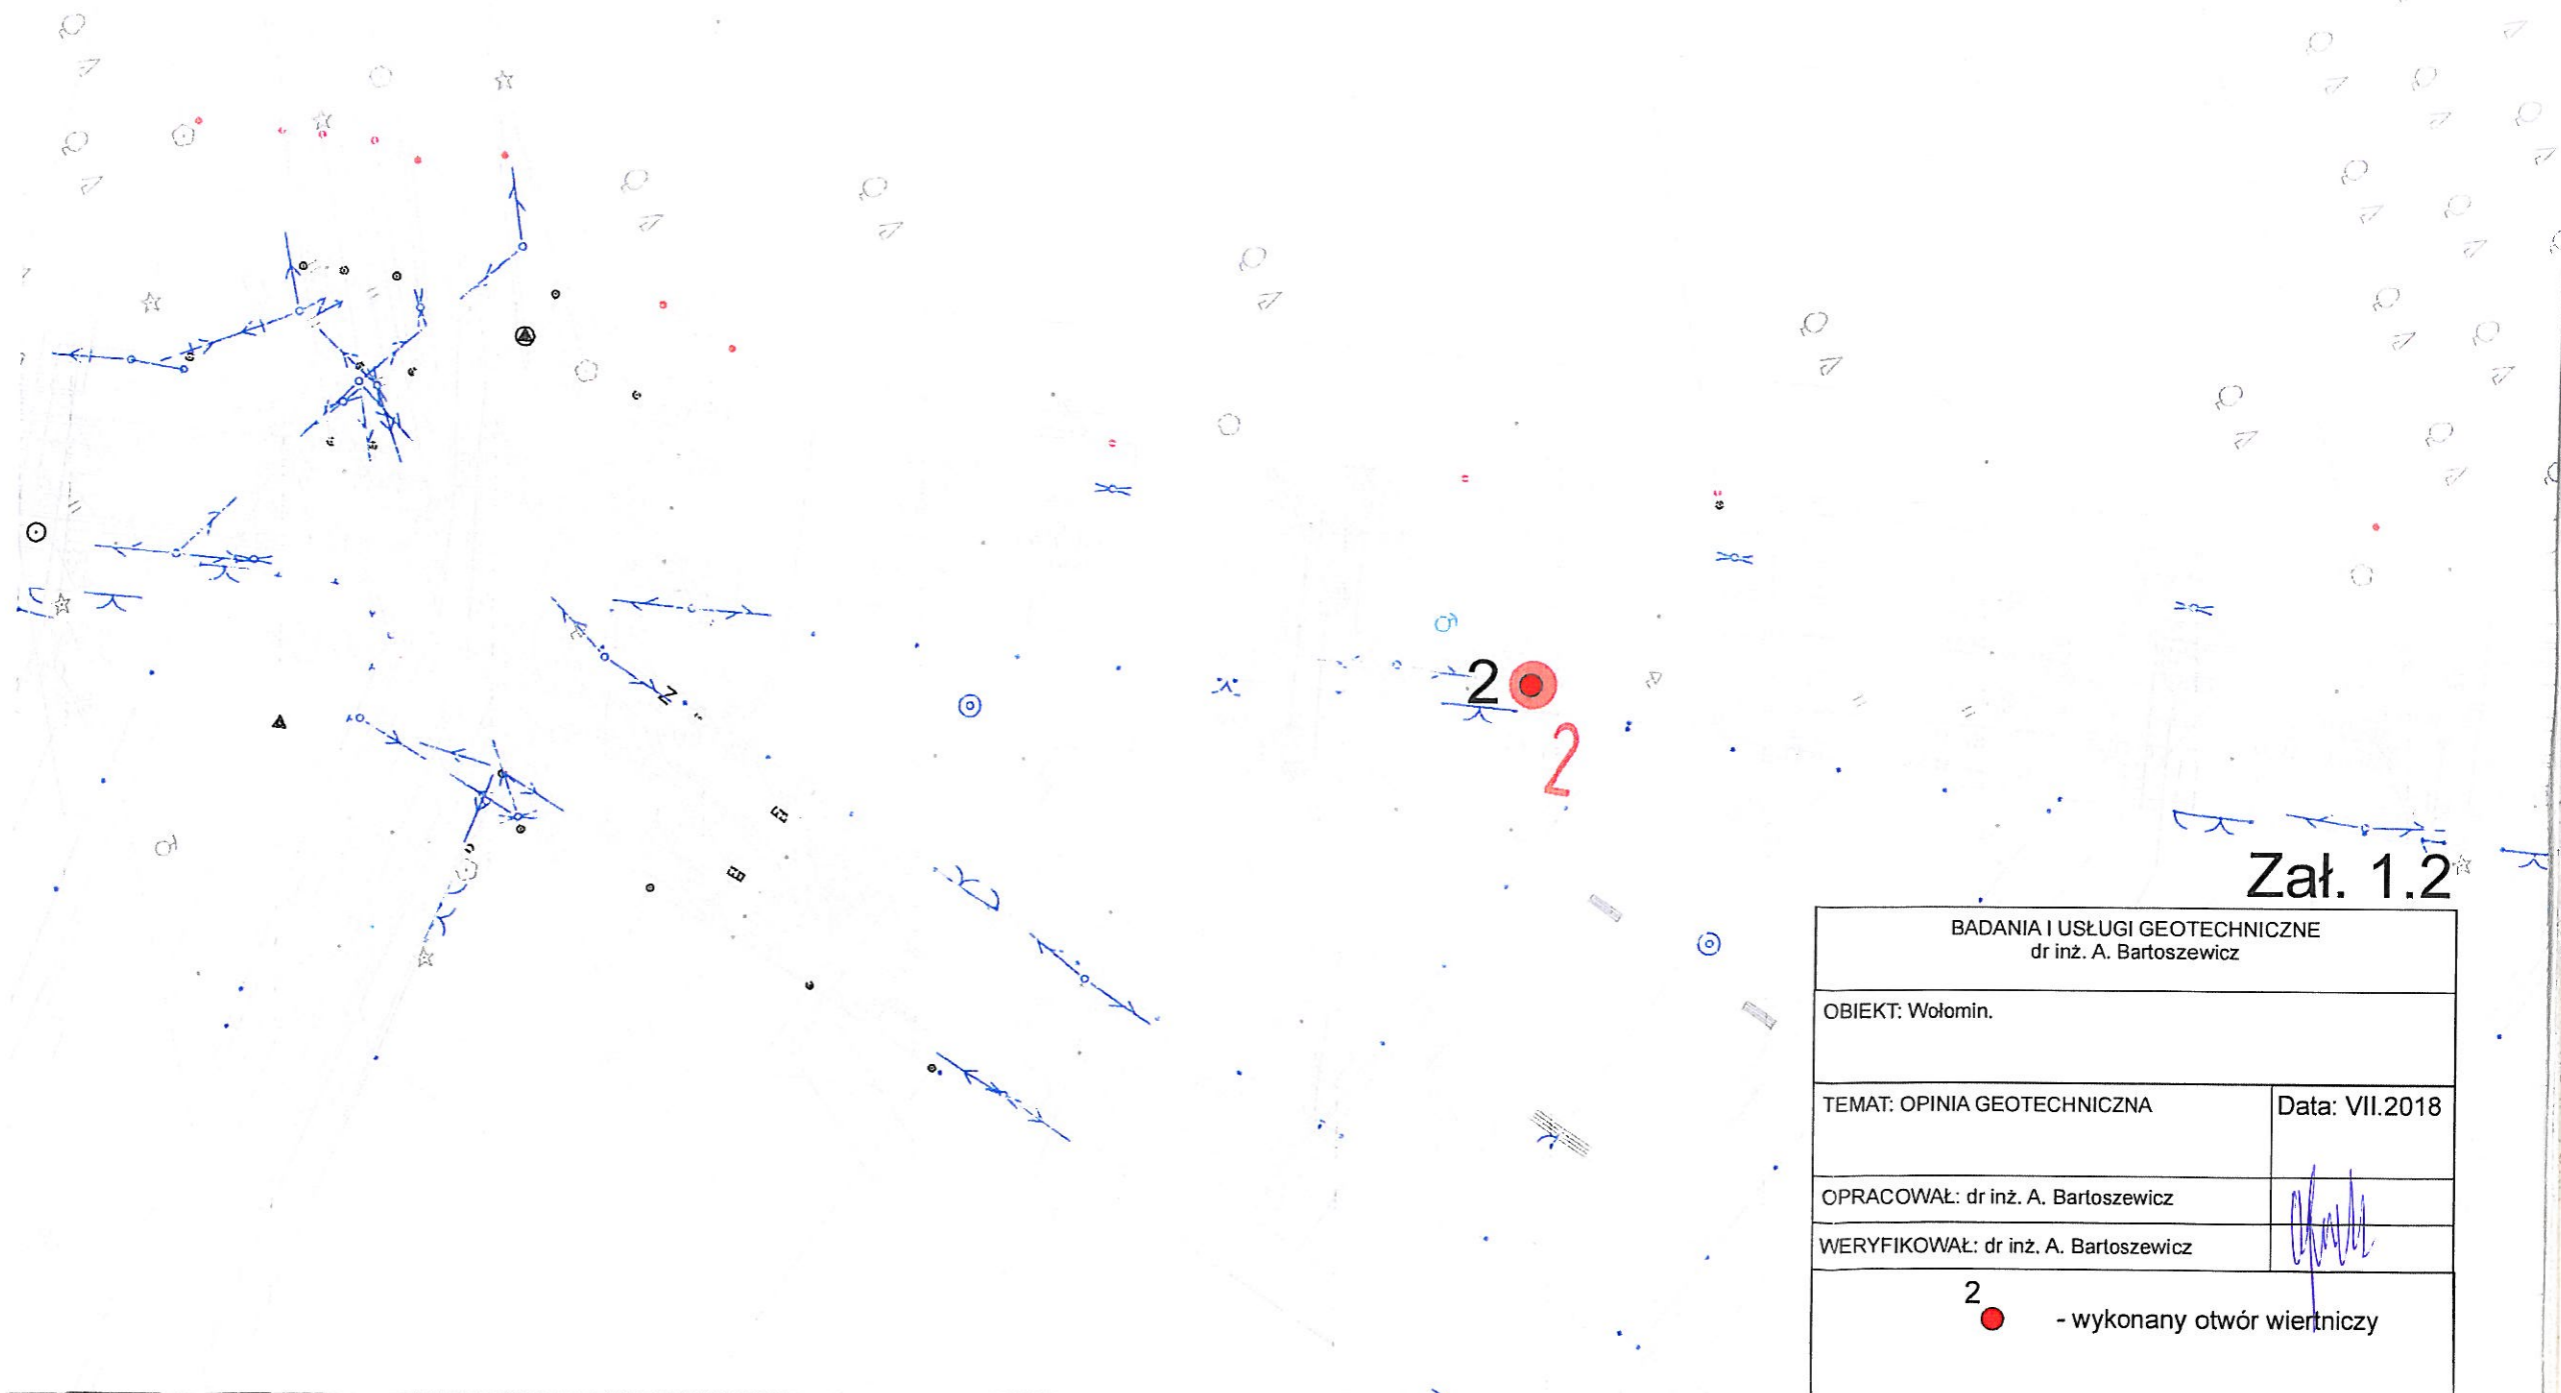 2
2
Zał. 1.2
BADANIA I USŁUGI GEOTECHNICZNE
dr inż. A. Bartoszewicz
OBIEKT: Wołomin.
TEMAT: OPINIA GEOTECHNICZNA
Data: VII.2018
OPRACOWAŁ: dr inż. A. Bartoszewicz
WERYFIKOWAŁ: dr inż. A. Bartoszewicz
2
- wykonany otwór wiertniczy